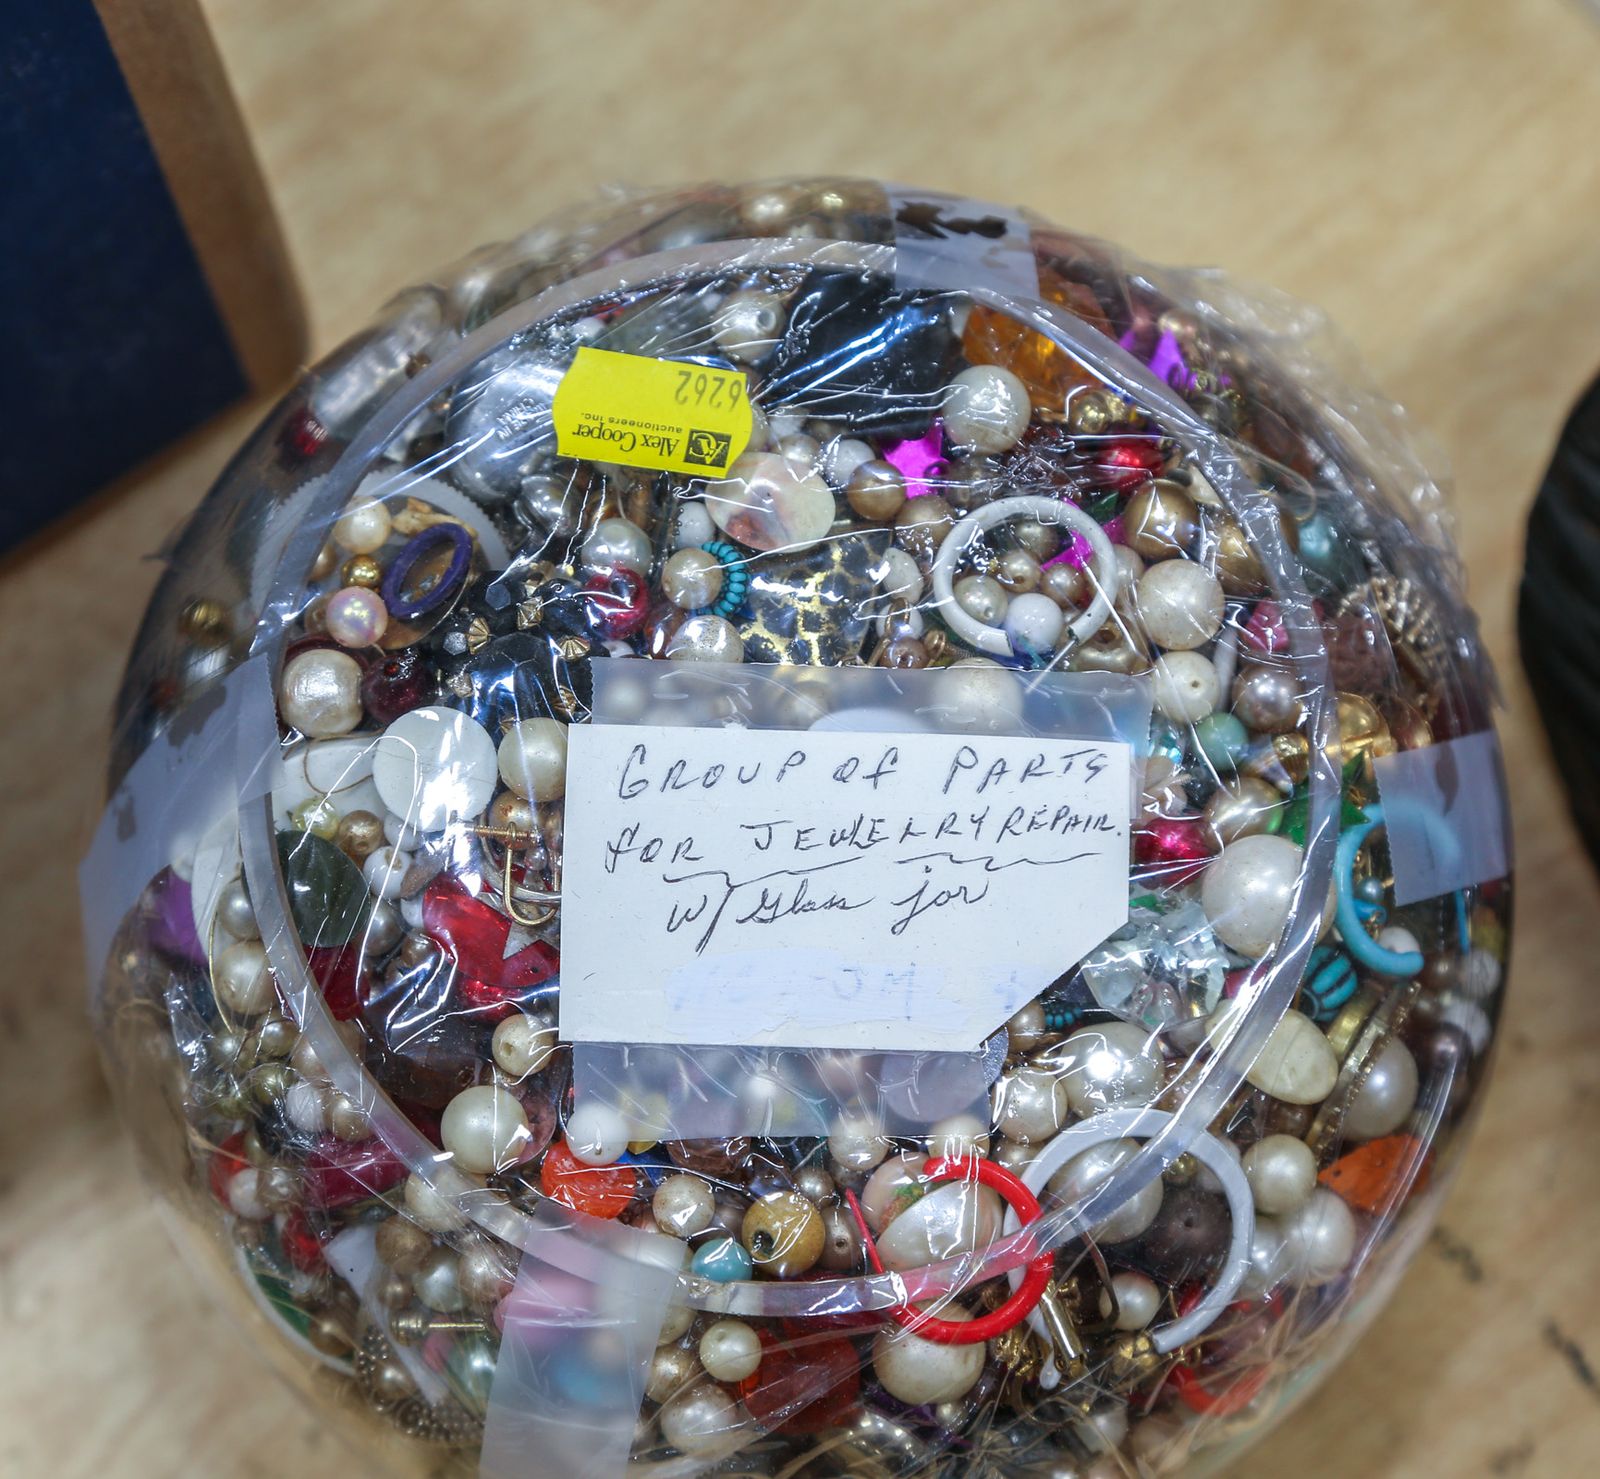 6262
Alex Cooper
auctioneers inc.
GROUP OF PARTS
FOR JEWELRY REPAIR.
W/ Glass jar